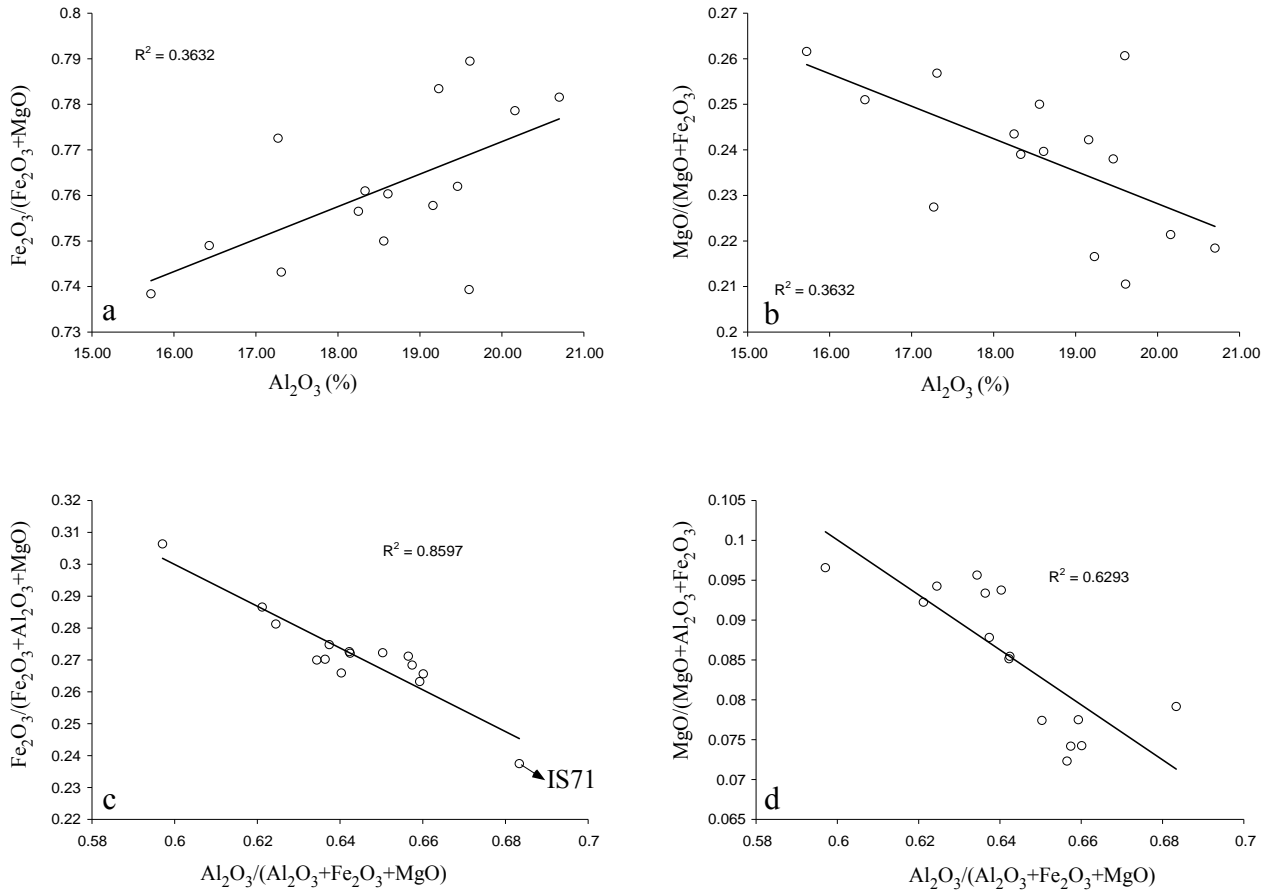 0.8
0.79
0.78
0.77
0.76
0.75
0.74
0.73
Fe₂O₃/(Fe₂O₃+MgO)
R² = 0.3632
a
15.00 16.00 17.00 18.00 19.00 20.00 21.00
Al₂O₃ (%)
0.27
0.26
0.25
0.24
0.23
0.22
0.21
0.2
MgO/(MgO+Fe₂O₃)
R² = 0.3632
b
15.00 16.00 17.00 18.00 19.00 20.00 21.00
Al₂O₃ (%)
0.32
0.31
0.3
0.29
0.28
0.27
0.26
0.25
0.24
0.23
0.22
Fe₂O₃/(Fe₂O₃+Al₂O₃+MgO)
R² = 0.8597
IS71
c
0.58 0.6 0.62 0.64 0.66 0.68 0.7
Al₂O₃/(Al₂O₃+Fe₂O₃+MgO)
0.105
0.1
0.095
0.09
0.085
0.08
0.075
0.07
0.065
MgO/(MgO+Al₂O₃+Fe₂O₃)
R² = 0.6293
d
0.58 0.6 0.62 0.64 0.66 0.68 0.7
Al₂O₃/(Al₂O₃+Fe₂O₃+MgO)